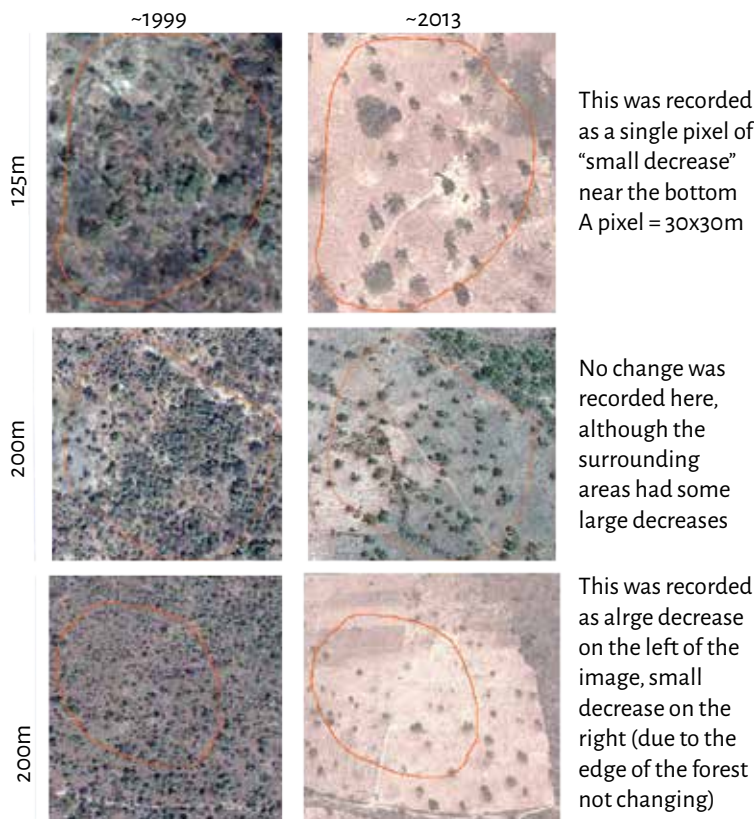 ~1999
~2013
125m
This was recorded
as a single pixel of
“small decrease”
near the bottom
A pixel = 30x30m
200m
No change was
recorded here,
although the
surrounding
areas had some
large decreases
200m
This was recorded
as alrge decrease
on the left of the
image, small
decrease on the
right (due to the
edge of the forest
not changing)